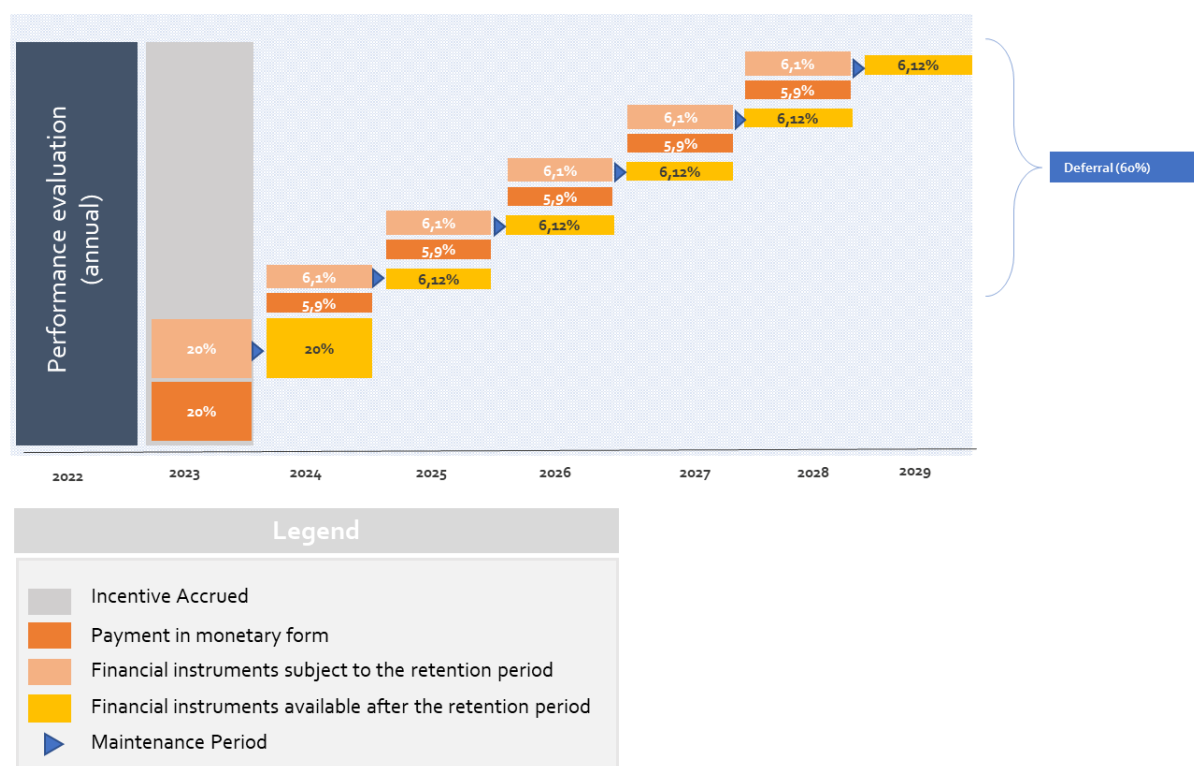 Performance evaluation
(annual)
6,1%
6,12%
5,9%
6,1%
6,12%
5,9%
6,1%
6,12%
5,9%
6,1%
6,12%
5,9%
6,1%
6,12%
5,9%
20%
20%
20%
Deferral (60%)
2022
2023
2024
2025
2026
2027
2028
2029
Legend
Incentive Accrued
Payment in monetary form
Financial instruments subject to the retention period
Financial instruments available after the retention period
Maintenance Period